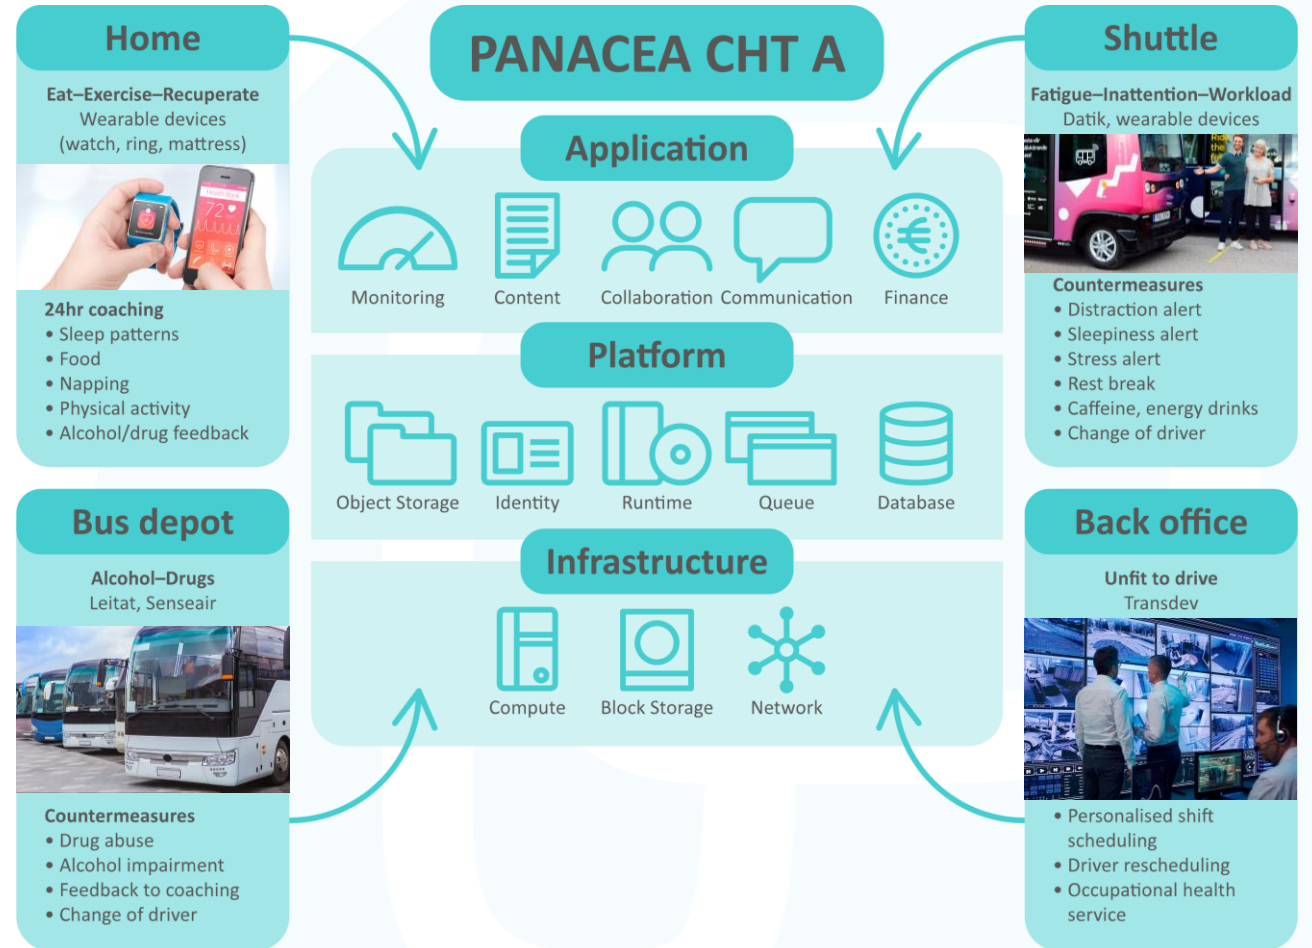 PANACEA CHT A
Home
Eat–Exercise–Recuperate
Wearable devices
(watch, ring, mattress)
72
24hr coaching
• Sleep patterns
• Food
• Napping
• Physical activity
• Alcohol/drug feedback
Bus depot
Alcohol–Drugs
Leitat, Senseair
Countermeasures
• Drug abuse
• Alcohol impairment
• Feedback to coaching
• Change of driver
Application
Monitoring
Content
Collaboration
Communication
Finance
Platform
Object Storage
Identity
Runtime
Queue
Database
Infrastructure
Compute
Block Storage
Network
Shuttle
Fatigue–Inattention–Workload
Datik, wearable devices
Ride
the
Countermeasures
• Distraction alert
• Sleepiness alert
• Stress alert
• Rest break
• Caffeine, energy drinks
• Change of driver
Back office
Unfit to drive
Transdev
• Personalised shift
scheduling
• Driver rescheduling
• Occupational health
service